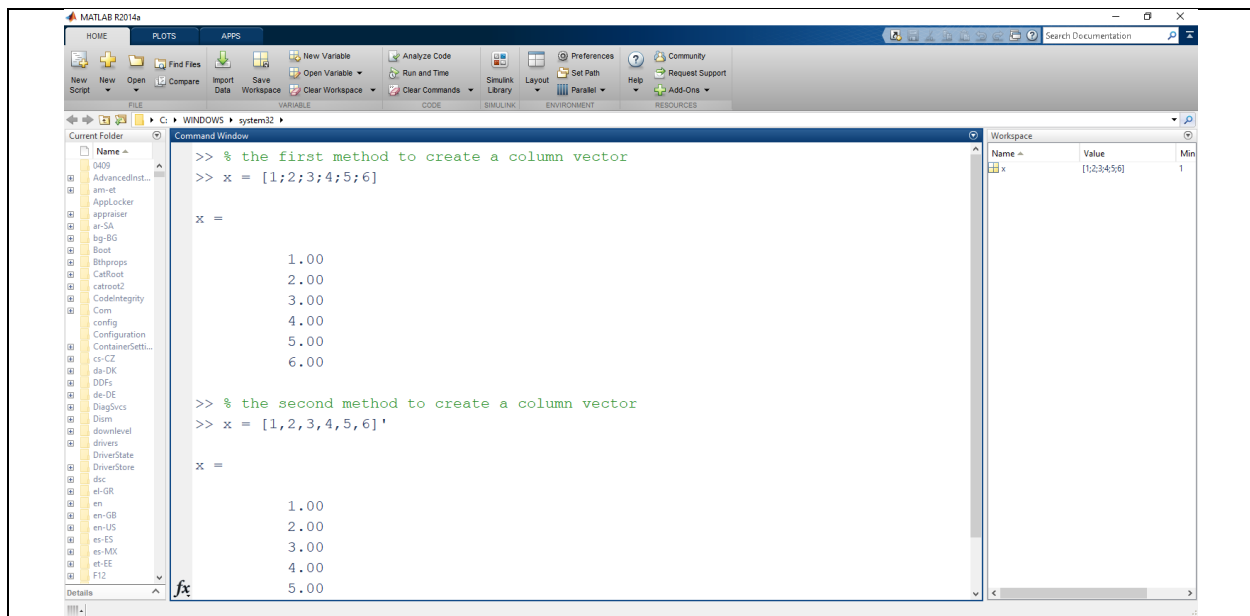 MATLAB R2014a
HOME PLOTS APPS
Search Documentation
New Script
New
Open
Find Files
Compare
Import Data
Save Workspace
New Variable
Open Variable
Clear Workspace
Analyze Code
Run and Time
Clear Commands
Simulink Library
Layout
Preferences
Set Path
Parallel
Help
Community
Request Support
Add-Ons
FILE VARIABLE CODE SIMULINK ENVIRONMENT RESOURCES
C: WINDOWS system32
Current Folder
Name
0409
AdvancedInst...
am-et
AppLocker
appraiser
ar-SA
bg-BG
Boot
Bthprops
CatRoot
catroot2
CodeIntegrity
Com
config
Configuration
ContainerSetti...
cs-CZ
da-DK
DDFs
de-DE
DiagSvcs
Dism
downlevel
drivers
DriverState
DriverStore
dsc
el-GR
en
en-GB
en-US
es-ES
es-MX
et-EE
F12
Details
Command Window
>> % the first method to create a column vector
>> x = [1;2;3;4;5;6]
x =
1.00
2.00
3.00
4.00
5.00
6.00
>> % the second method to create a column vector
>> x = [1,2,3,4,5,6]'
x =
1.00
2.00
3.00
4.00
5.00
fx
Workspace
Name Value Min
x [1;2;3;4;5;6] 1